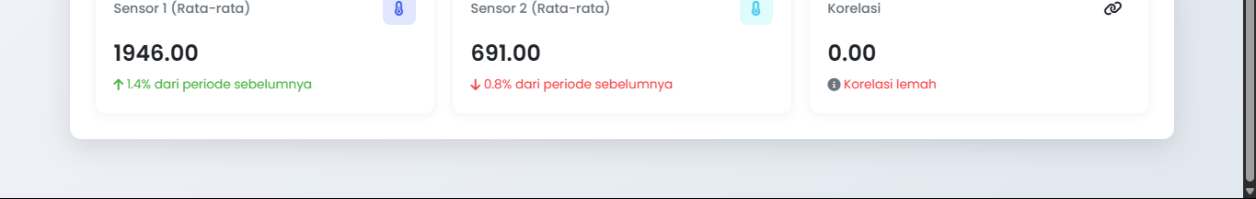 Sensor 1 (Rata-rata)
1946.00
1.4% dari periode sebelumnya
Sensor 2 (Rata-rata)
691.00
0.8% dari periode sebelumnya
Korelasi
0.00
Korelasi lemah